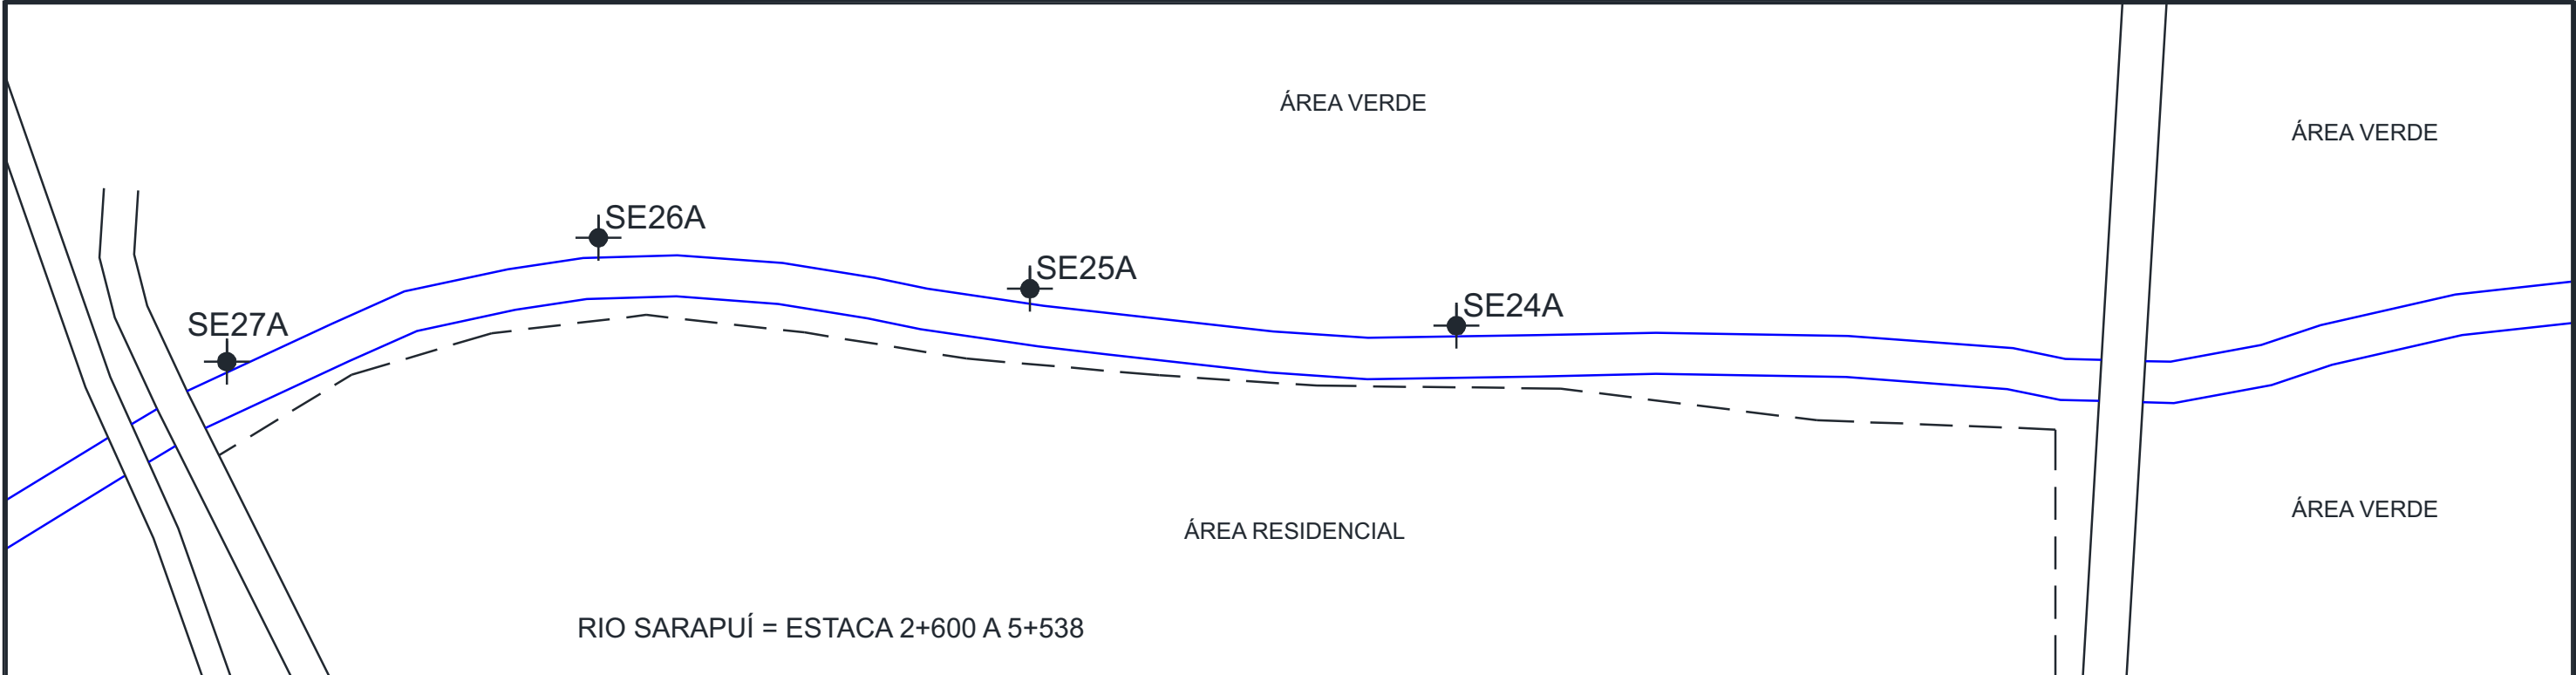 ÁREA VERDE
ÁREA VERDE
SE26A
SE25A
SE24A
SE27A
ÁREA VERDE
ÁREA RESIDENCIAL
RIO SARAPUÍ = ESTACA 2+600 A 5+538